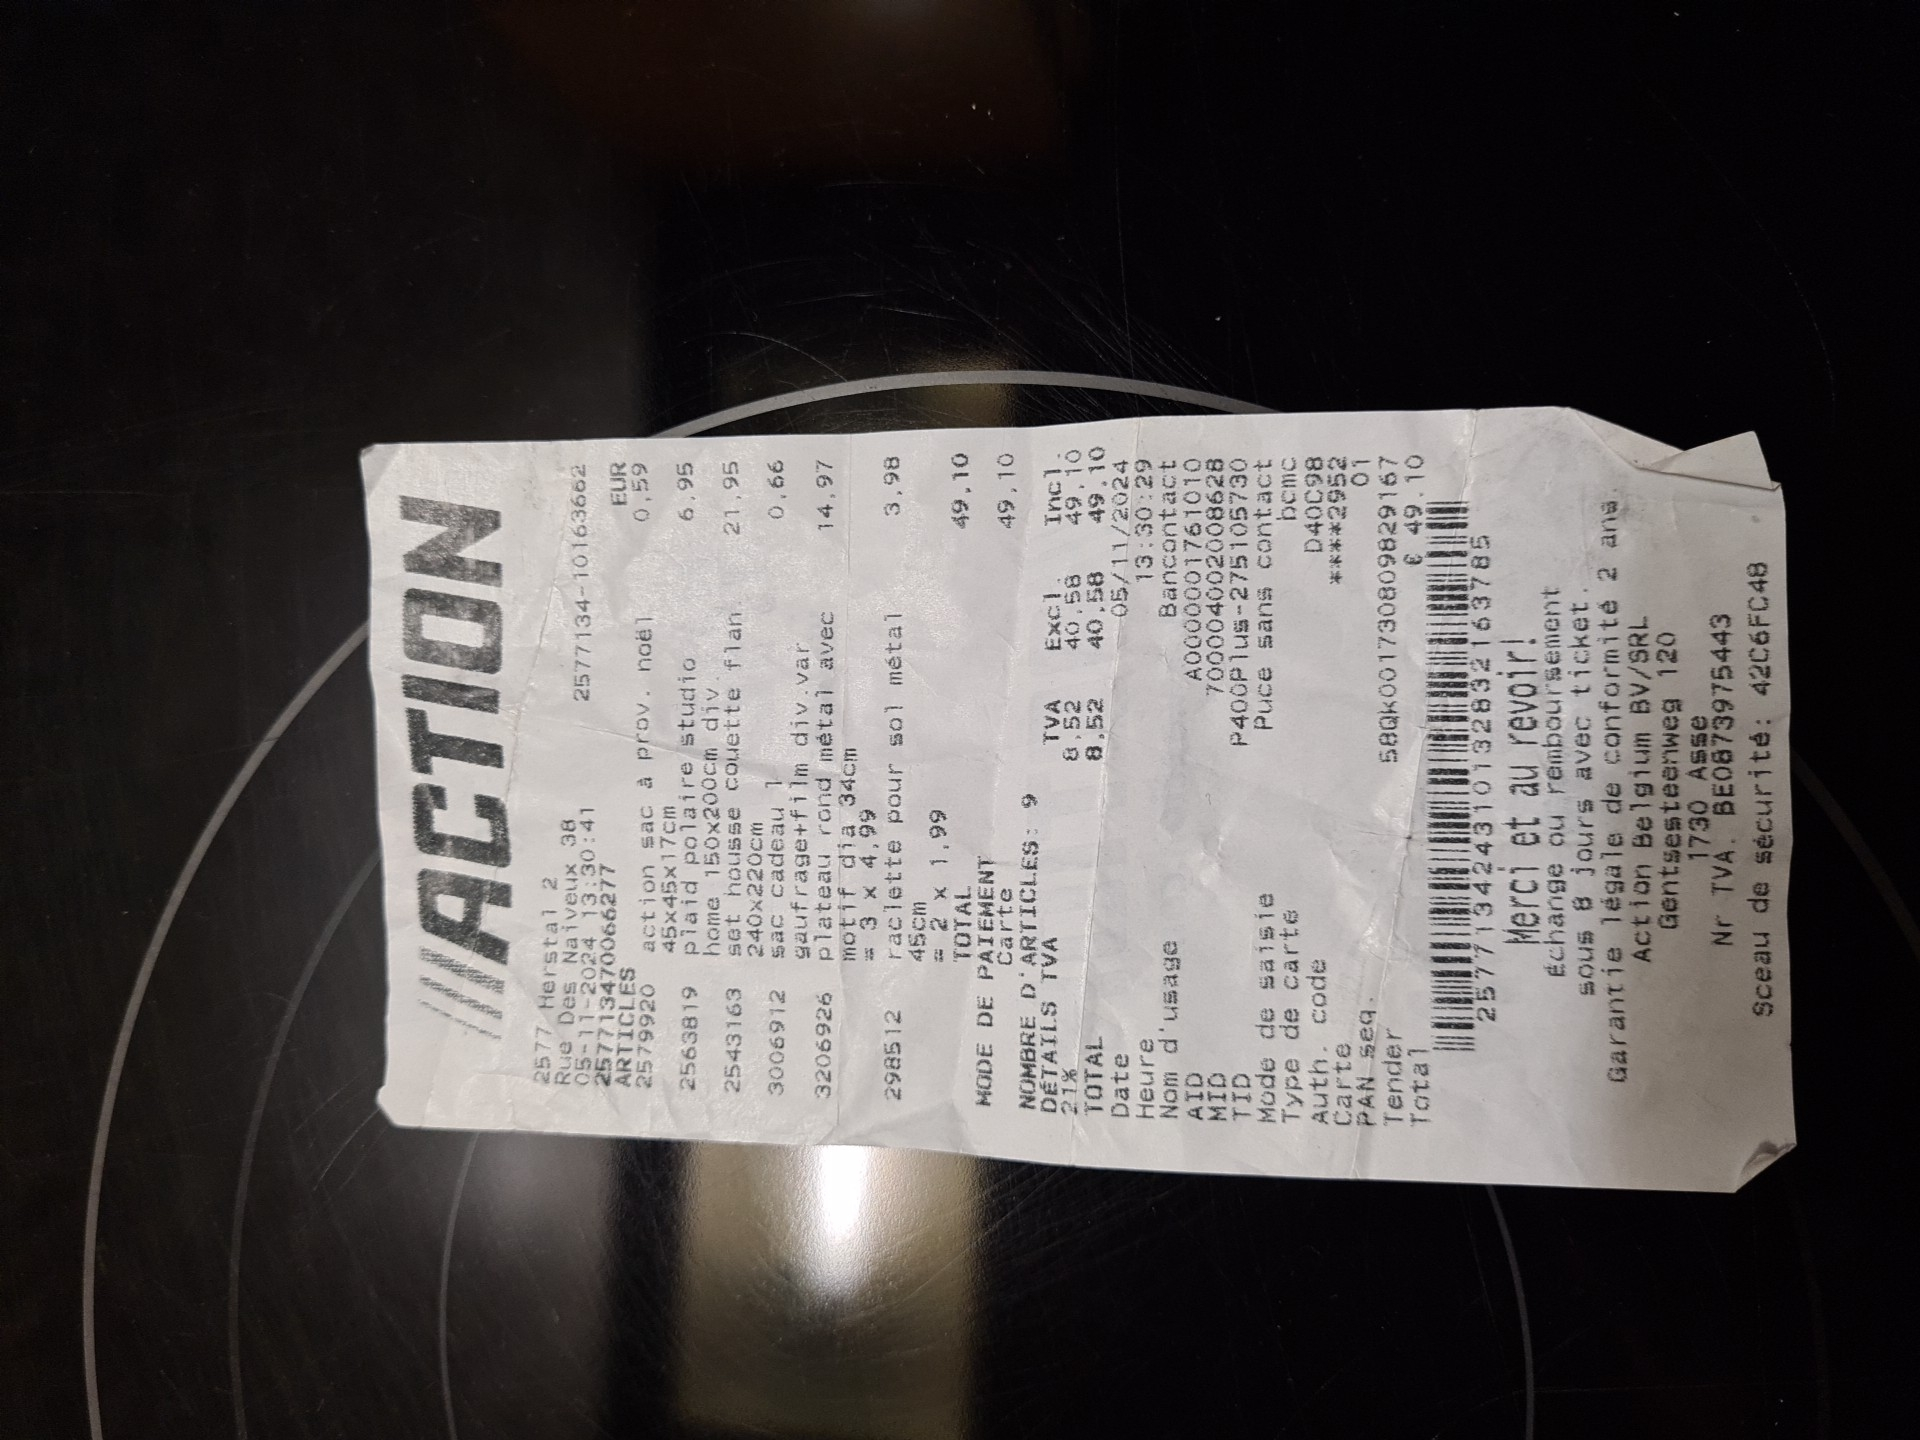 ///ACTION
2577 Herstal 2
Rue Des Naiveux 38
05-11-2024 13:30:41 2577134-10163662
25771347066277
ARTICLES EUR
2579920 action sac à prov. noël 0,59
45x45x17cm
2563819 plaid polaire studio 6,95
home 150x200cm div.
2543163 set housse couette flan 21,95
240x220cm
3006912 sac cadeau 1 0,66
gaufrage+film div.var
3206926 plateau rond métal avec 14,97
motif dia 34cm
= 3 x 4,99
2985512 raclette pour sol métal 3,98
45cm
= 2 x 1,99
TOTAL 49,10
MODE DE PAIEMENT
Carte 49,10
NOMBRE D'ARTICLES: 9
DÉTAILS TVA TVA Excl. Incl.
21% 8,52 40,58 49,10
TOTAL 8,52 40,58 49,10
Date 05/11/2024
Heure 13:30:29
Nom d'usage Bancontact
AID A0000001761010
MID 700004002008628
TID P400Plus-275105730
Mode de saisie Puce sans contact
Type de carte bcmc
Auth. code D40C98
Carte ****2952
PAN seq. 01
Tender 58QK001730809829167
Total € 49.10
257713424310132832163785
Merci et au revoir!
Échange ou remboursement
sous 8 jours avec ticket.
Garantie légale de conformité 2 ans.
Action Belgium BV/SRL
Gentsesteenweg 120
1730 Asse
Nr TVA. BE0873975443
Sceau de sécurité: 42C6FC48